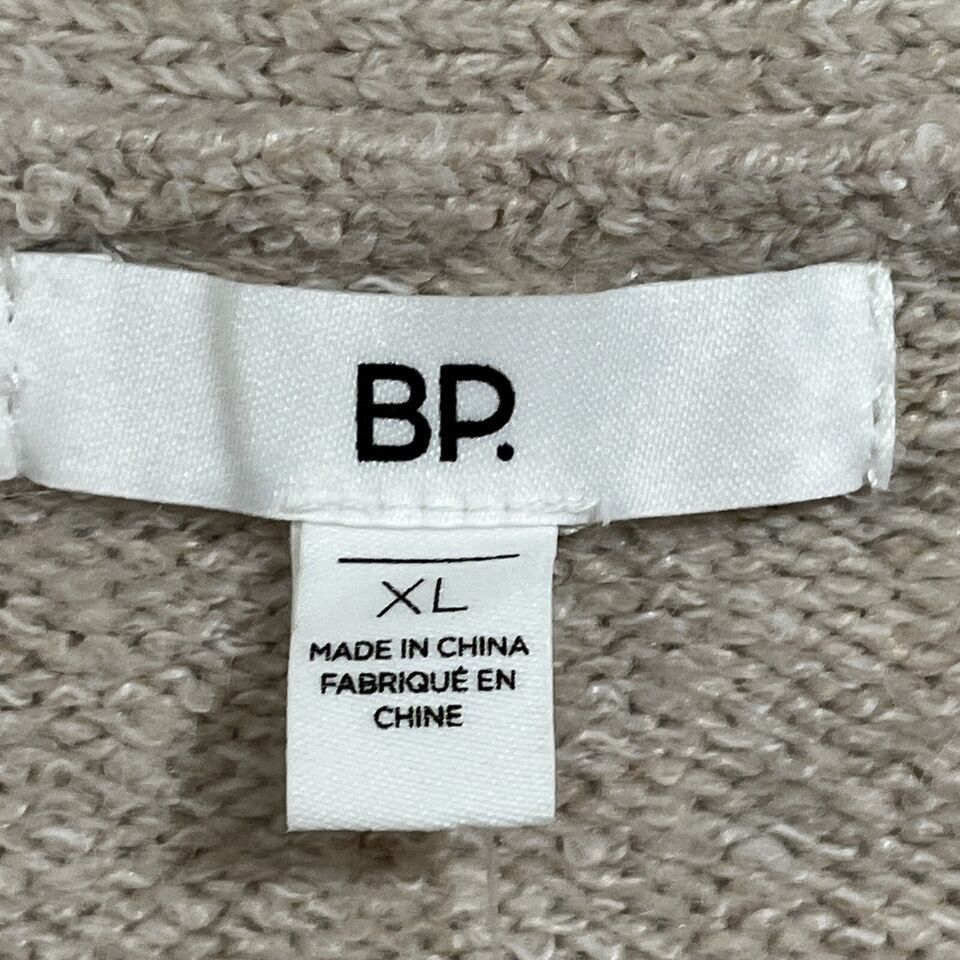 BP.
XL
MADE IN CHINA
FABRIQUÉ EN
CHINE